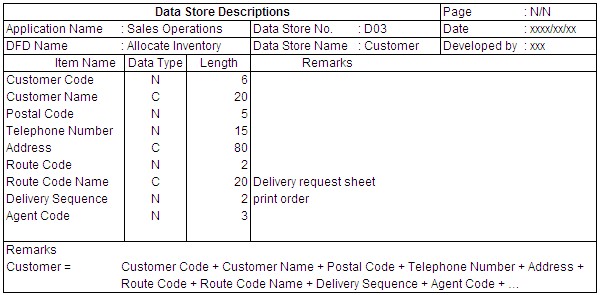 Data Store Descriptions Page : N/N
Application Name : Sales Operations Data Store No. : D03 Date : xxxx/xx/xx
DFD Name : Allocate Inventory Data Store Name : Customer Developed by : xxx
Item Name Data Type Length Remarks
Customer Code N 6
Customer Name C 20
Postal Code N 5
Telephone Number N 15
Address C 80
Route Code N 2
Route Code Name C 20 Delivery request sheet
Delivery Sequence N 2 print order
Agent Code N 3
Remarks
Customer = Customer Code + Customer Name + Postal Code + Telephone Number + Address +
Route Code + Route Code Name + Delivery Sequence + Agent Code + ...